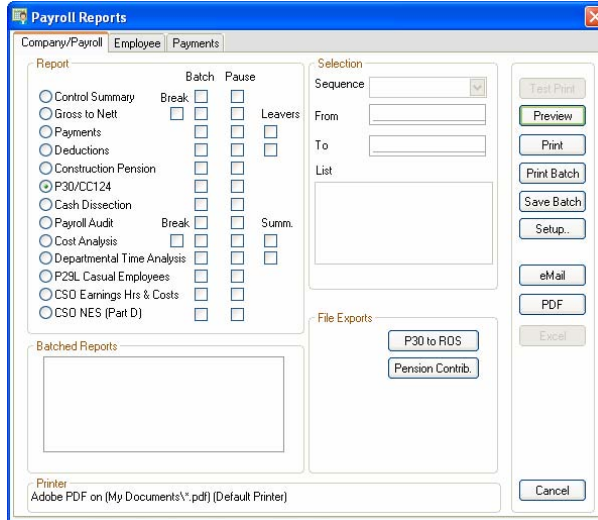 Payroll Reports
Company/Payroll Employee Payments
Report
Batch Pause
Control Summary Break
Gross to Nett Leavers
Payments
Deductions
Construction Pension
P30/CC124
Cash Dissection
Payroll Audit Break Summ.
Cost Analysis
Departmental Time Analysis
P29L Casual Employees
CSO Earnings Hrs & Costs
CSO NES (Part D)
Batched Reports
Selection
Sequence
From
To
List
File Exports
P30 to ROS
Pension Contrib.
Test Print
Preview
Print
Print Batch
Save Batch
Setup..
eMail
PDF
Excel
Cancel
Printer
Adobe PDF on (My Documents\*.pdf) (Default Printer)